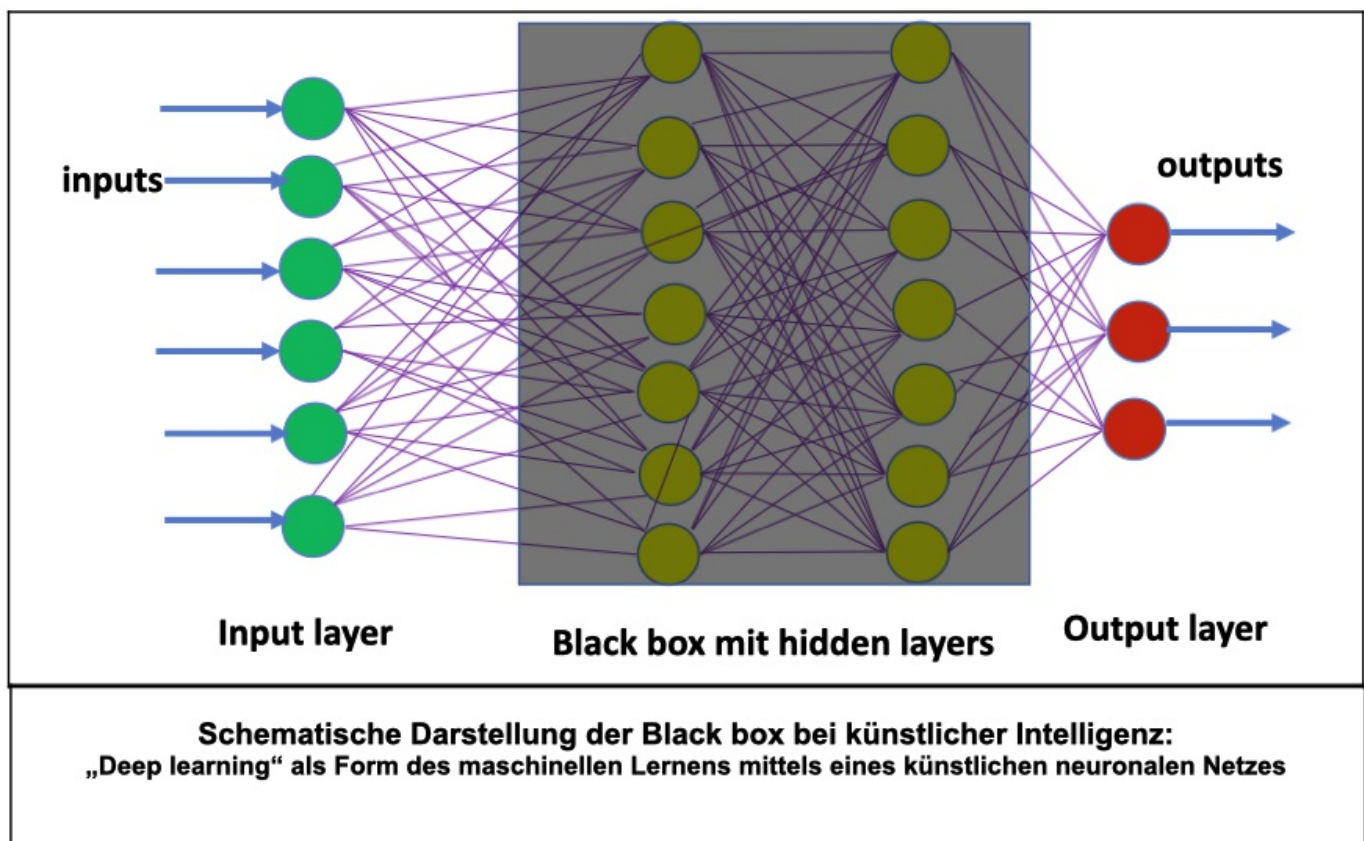 inputs
outputs
Input layer
Black box mit hidden layers
Output layer
Schematische Darstellung der Black box bei künstlicher Intelligenz:
„Deep learning“ als Form des maschinellen Lernens mittels eines künstlichen neuronalen Netzes